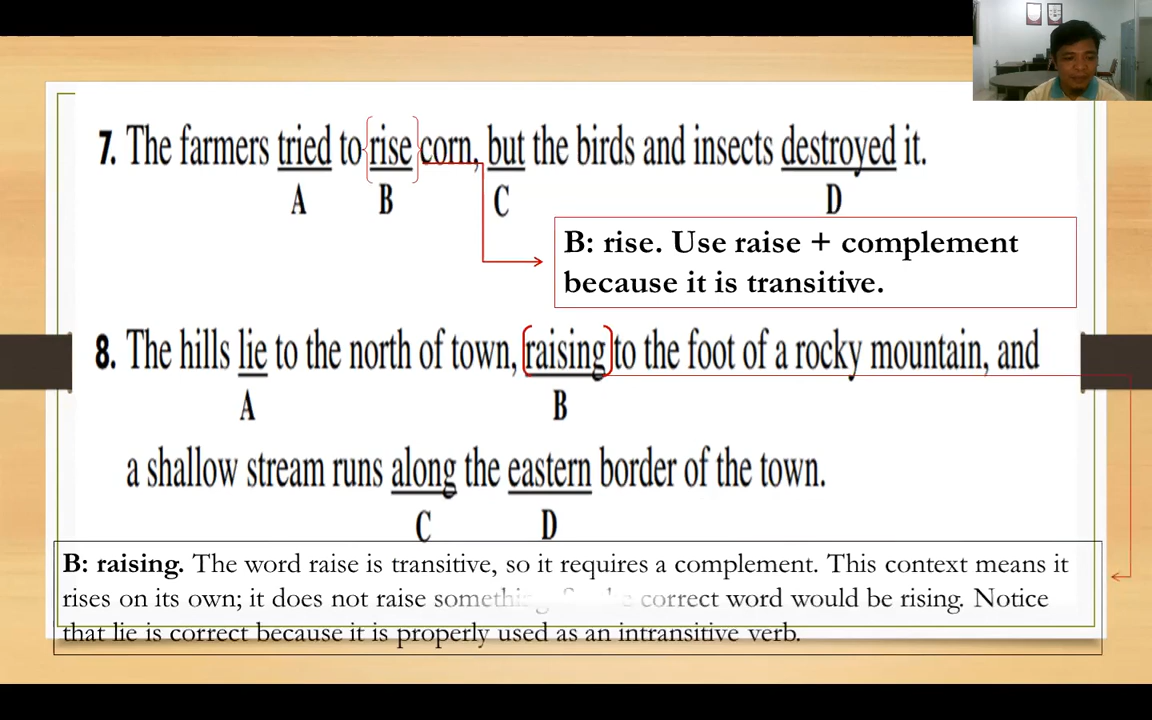 7. The farmers tried to rise corn, but the birds and insects destroyed it.
A B C D
B: rise. Use raise + complement
because it is transitive.
8. The hills lie to the north of town, raising to the foot of a rocky mountain, and
A B
a shallow stream runs along the eastern border of the town.
C D
B: raising. The word raise is transitive, so it requires a complement. This context means it
rises on its own; it does not raise correct word would be rising. Notice
that lie is correct because it is properly used as an intransitive verb.